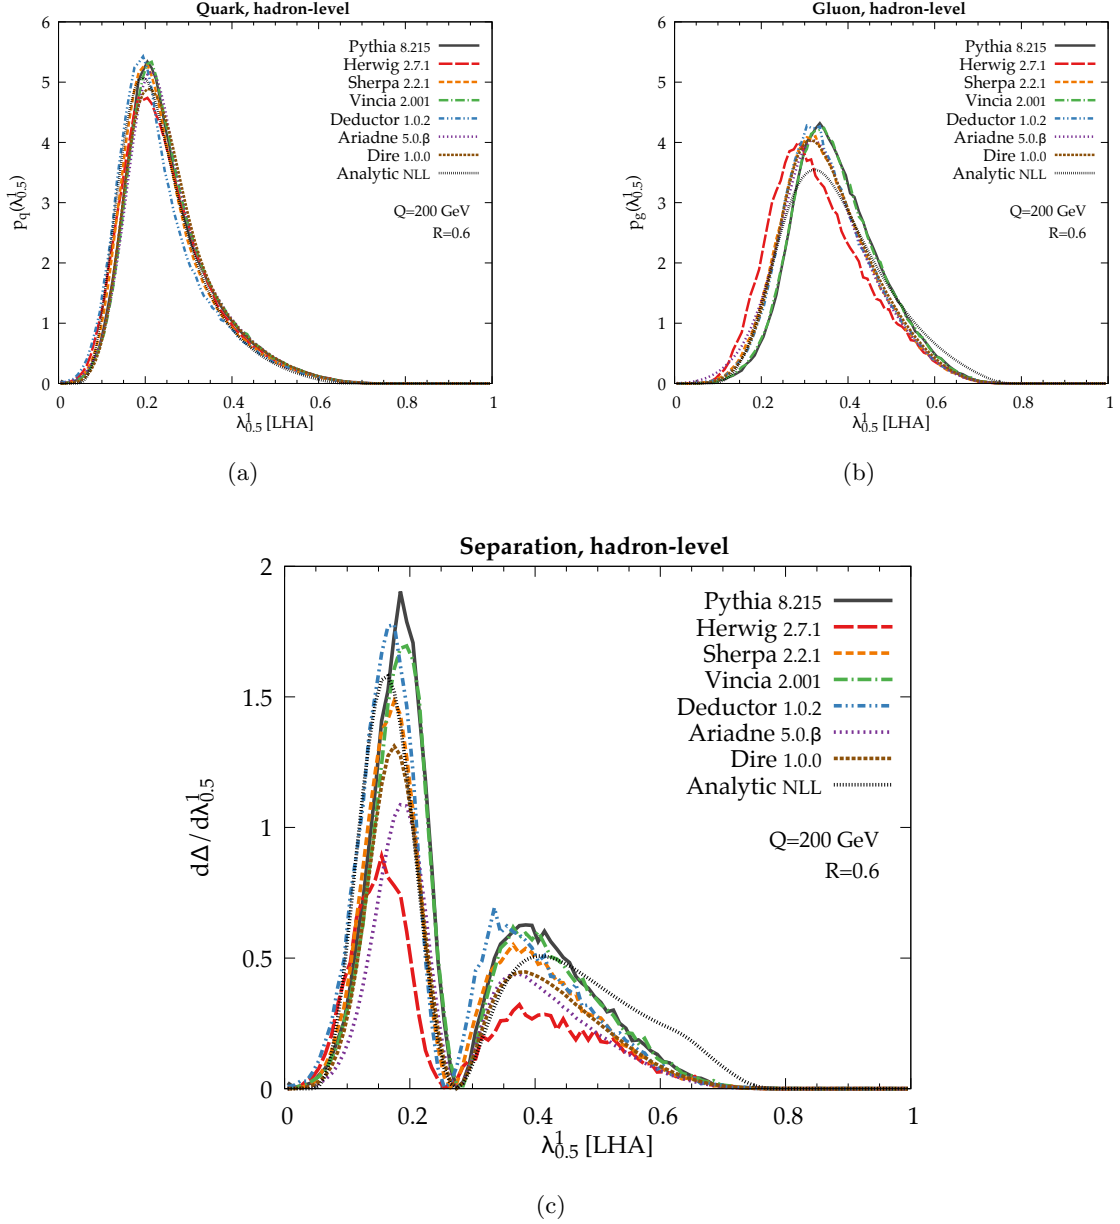 Quark, hadron-level
p_q(λ^1_0.5)
6
5
4
3
2
1
0
Pythia 8.215
Herwig 2.7.1
Sherpa 2.2.1
Vincia 2.001
Deductor 1.0.2
Ariadne 5.0.β
Dire 1.0.0
Analytic NLL
Q=200 GeV
R=0.6
0 0.2 0.4 0.6 0.8 1
λ^1_0.5 [LHA]
(a)
Gluon, hadron-level
p_g(λ^1_0.5)
6
5
4
3
2
1
0
Pythia 8.215
Herwig 2.7.1
Sherpa 2.2.1
Vincia 2.001
Deductor 1.0.2
Ariadne 5.0.β
Dire 1.0.0
Analytic NLL
Q=200 GeV
R=0.6
0 0.2 0.4 0.6 0.8 1
λ^1_0.5 [LHA]
(b)
Separation, hadron-level
dΔ/dλ^1_0.5
2
1.5
1
0.5
0
Pythia 8.215
Herwig 2.7.1
Sherpa 2.2.1
Vincia 2.001
Deductor 1.0.2
Ariadne 5.0.β
Dire 1.0.0
Analytic NLL
Q=200 GeV
R=0.6
0 0.2 0.4 0.6 0.8 1
λ^1_0.5 [LHA]
(c)